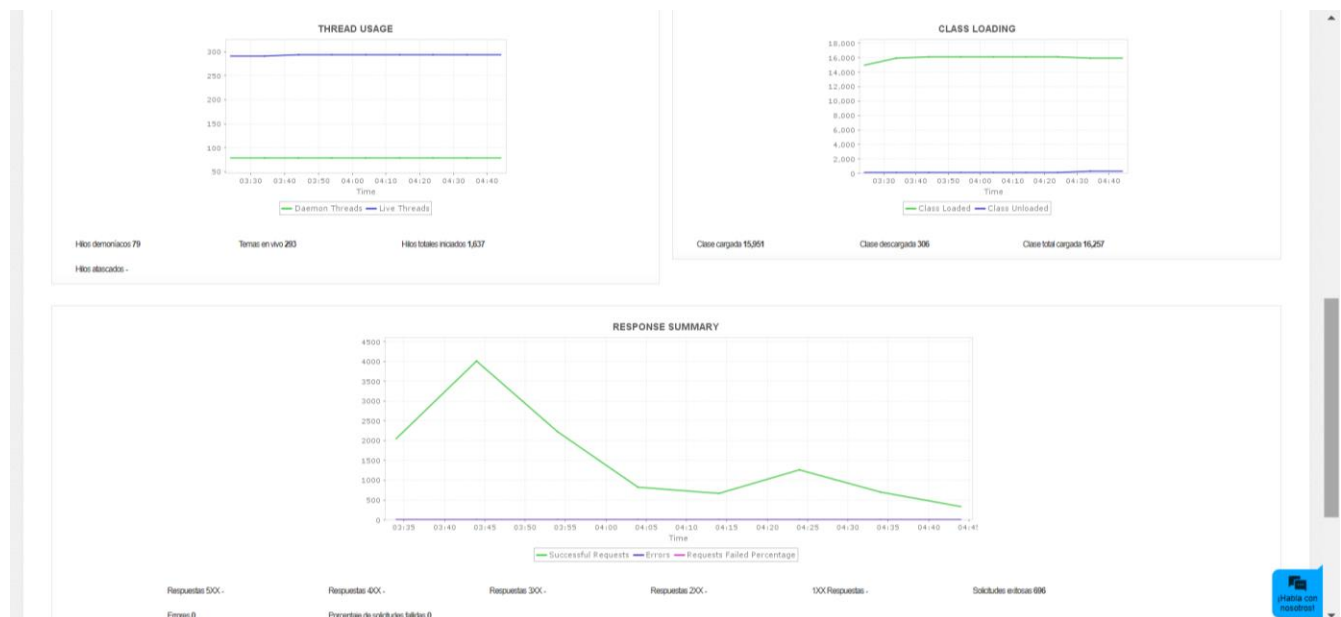 THREAD USAGE
300
250
200
150
100
50
03:30 03:40 03:50 04:00 04:10 04:20 04:30 04:40
Time
Daemon Threads Live Threads
Hilos demoníacos 79 Temas en vivo 293 Hilos totales iniciados 1,637
Hilos atascados -
CLASS LOADING
18,000
16,000
14,000
12,000
10,000
8,000
6,000
4,000
2,000
0
03:30 03:40 03:50 04:00 04:10 04:20 04:30 04:40
Time
Class Loaded Class Unloaded
Clase cargada 15,951 Clase descargada 306 Clase total cargada 16,257
RESPONSE SUMMARY
4500
4000
3500
3000
2500
2000
1500
1000
500
0
03:35 03:40 03:45 03:50 03:55 04:00 04:05 04:10 04:15 04:20 04:25 04:30 04:35 04:40 04:4
Time
Successful Requests Errors Requests Failed Percentage
Respuestas 5XX - Respuestas 4XX - Respuestas 3XX - Respuestas 2XX - 1XX Respuestas - Solicitudes exitosas 696
Errores 0 Porcentaje de solicitudes fallidas 0
¡Habla con
nosotros!